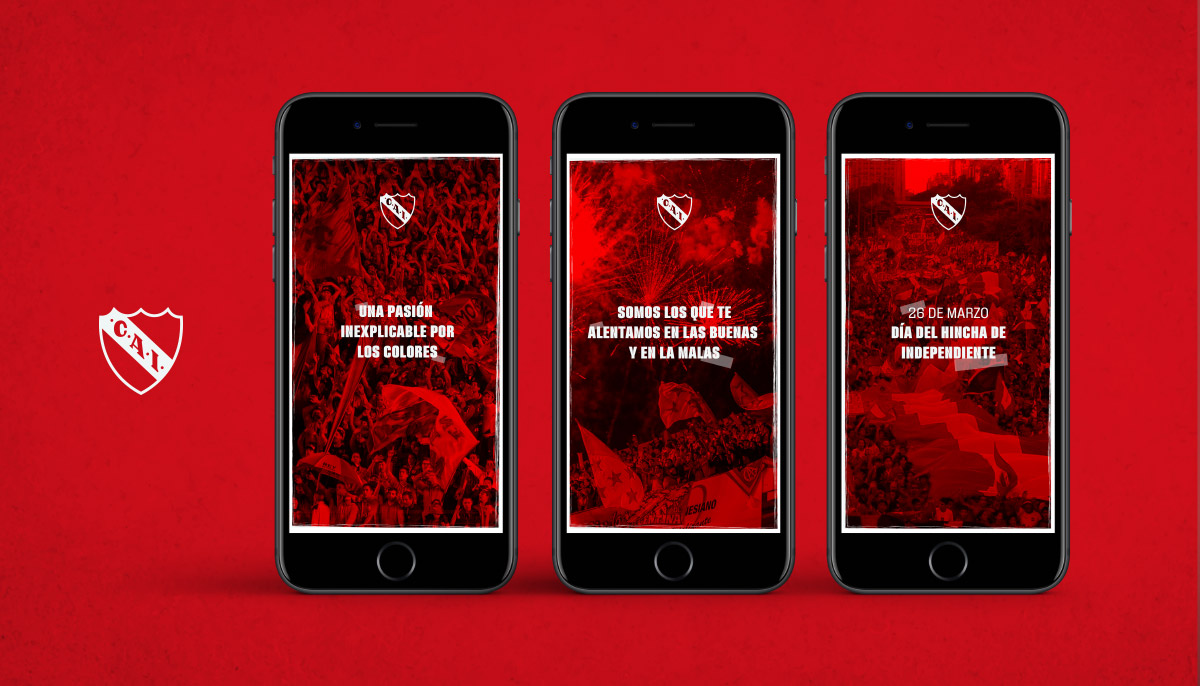 C.A.I.
C.A.I.
UNA PASIÓN
INEXPLICABLE POR
LOS COLORES
C.A.I.
SOMOS LOS QUE TE
ALENTAMOS EN LAS BUENAS
Y EN LA MALAS
C.A.I.
26 DE MARZO
DÍA DEL HINCHA DE
INDEPENDIENTE